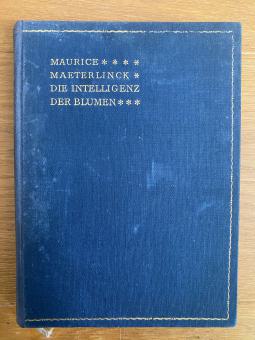 MAURICE * * * *
MAETERLINCK *
DIE INTELLIGENZ
DER BLUMEN * * *